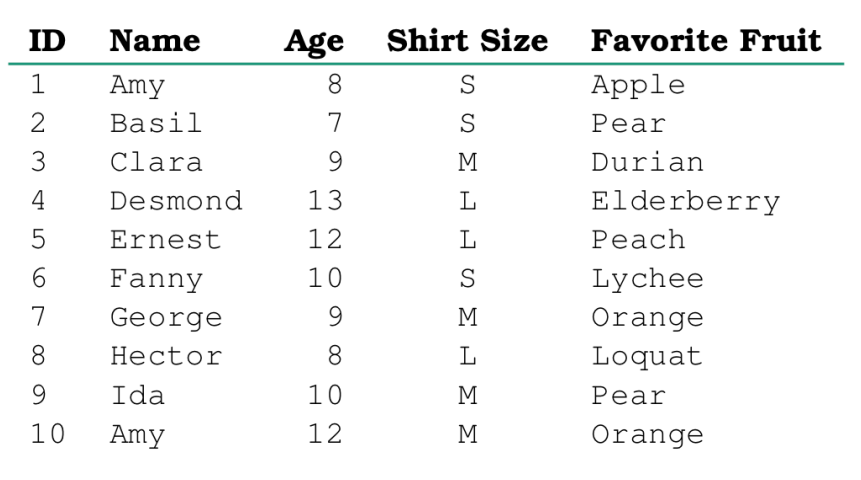 ID Name Age Shirt Size Favorite Fruit
1 Amy 8 S Apple
2 Basil 7 S Pear
3 Clara 9 M Durian
4 Desmond 13 L Elderberry
5 Ernest 12 L Peach
6 Fanny 10 S Lychee
7 George 9 M Orange
8 Hector 8 L Loquat
9 Ida 10 M Pear
10 Amy 12 M Orange